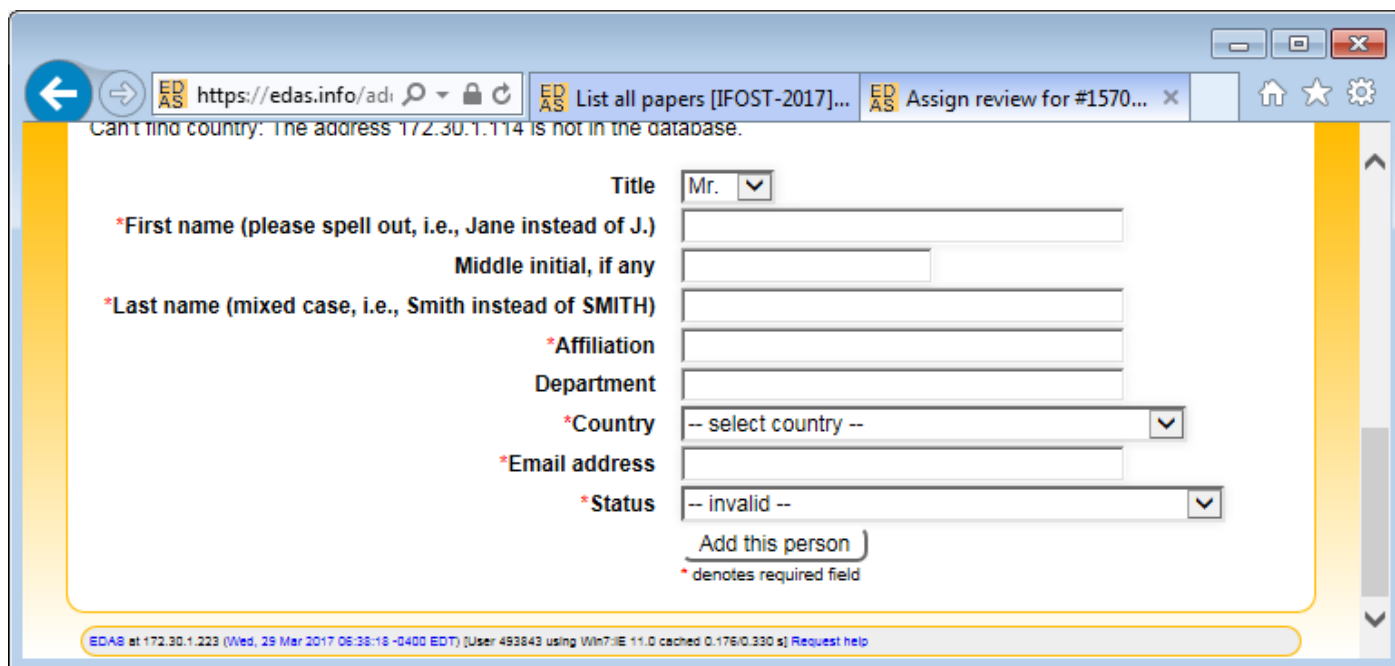 https://edas.info/ad
ED AS List all papers [IFOST-2017]...
ED AS Assign review for #1570...
Can't find country: The address 172.30.1.114 is not in the database.
Title Mr.
*First name (please spell out, i.e., Jane instead of J.)
Middle initial, if any
*Last name (mixed case, i.e., Smith instead of SMITH)
*Affiliation
Department
*Country -- select country --
*Email address
*Status -- invalid --
Add this person
* denotes required field
EDAS at 172.30.1.223 (Wed, 29 Mar 2017 06:38:18 -0400 EDT) [User 493843 using Win7:IE 11.0 cached 0.176/0.330 s] Request help